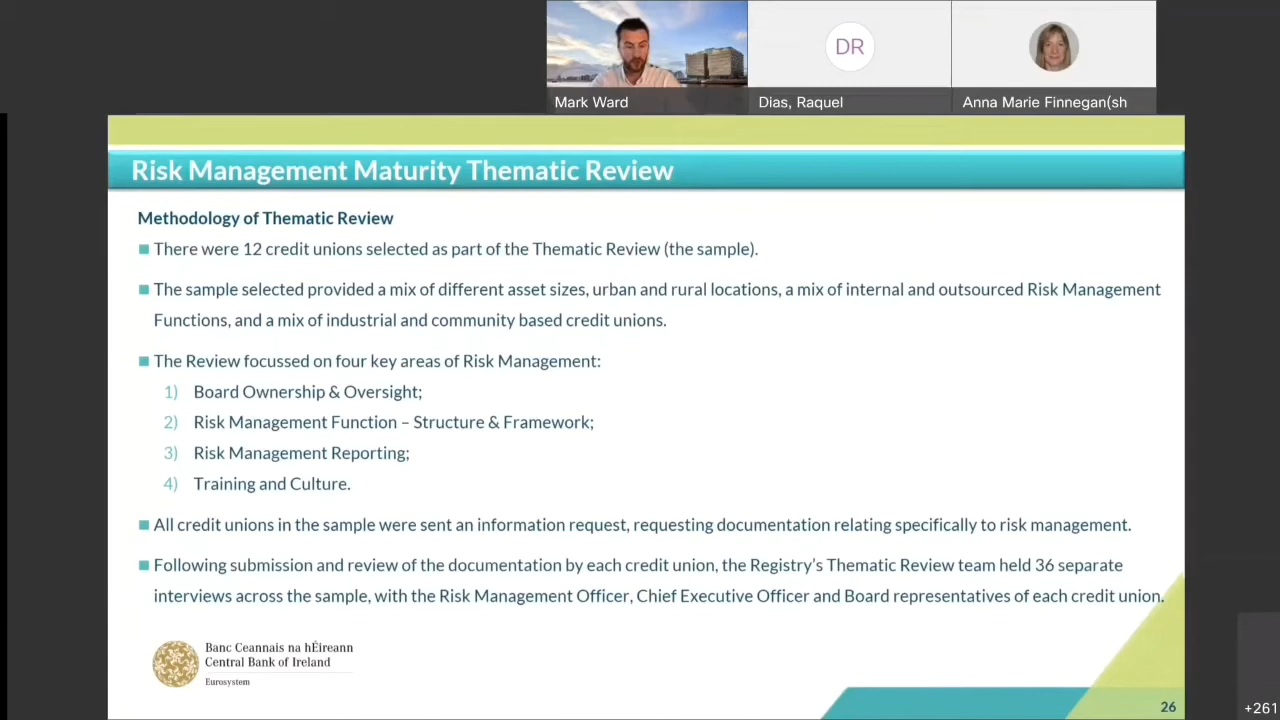 DR
Mark Ward
Dias, Raquel
Anna Marie Finnegan(sh
Risk Management Maturity Thematic Review
Methodology of Thematic Review
There were 12 credit unions selected as part of the Thematic Review (the sample).
The sample selected provided a mix of different asset sizes, urban and rural locations, a mix of internal and outsourced Risk Management
Functions, and a mix of industrial and community based credit unions.
The Review focussed on four key areas of Risk Management:
1) Board Ownership & Oversight;
2) Risk Management Function – Structure & Framework;
3) Risk Management Reporting;
4) Training and Culture.
All credit unions in the sample were sent an information request, requesting documentation relating specifically to risk management.
Following submission and review of the documentation by each credit union, the Registry's Thematic Review team held 36 separate
interviews across the sample, with the Risk Management Officer, Chief Executive Officer and Board representatives of each credit union.
Banc Ceannais na hÉireann
Central Bank of Ireland
Eurosystem
26
+261